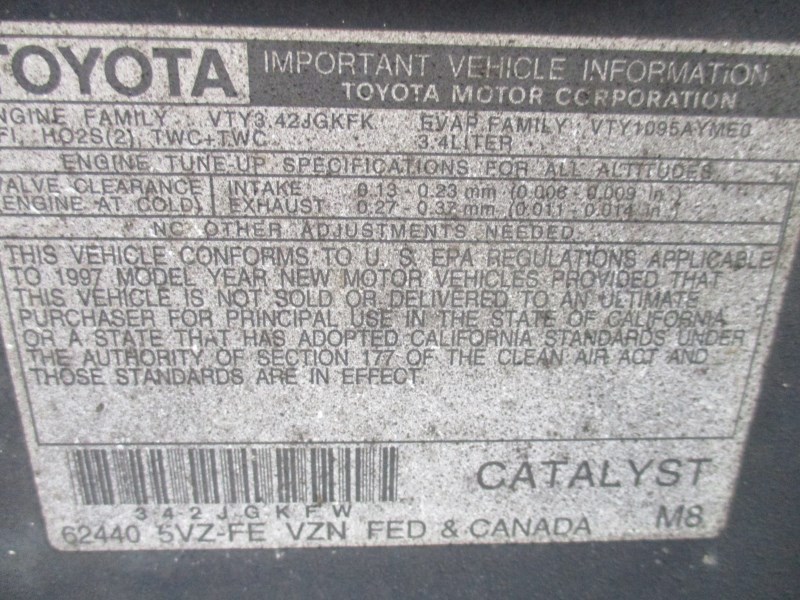 TOYOTA IMPORTANT VEHICLE INFORMATION
TOYOTA MOTOR CORPORATION
NGINE FAMILY VTY3.42JGKFK EVAP FAMILY VTY1095AYME0
FI, HO2S(2), TWC+TWC 3.4LITER
ENGINE TUNE-UP SPECIFICATIONS FOR ALL ALTITUDES
VALVE CLEARANCE INTAKE 0.13 - 0.23 mm (0.006 - 0.009 in.)
(ENGINE AT COLD) EXHAUST 0.27 - 0.37 mm (0.011 - 0.014 in.)
NO OTHER ADJUSTMENTS NEEDED.
THIS VEHICLE CONFORMS TO U. S. EPA REGULATIONS APPLICABLE
TO 1997 MODEL YEAR NEW MOTOR VEHICLES PROVIDED THAT
THIS VEHICLE IS NOT SOLD OR DELIVERED TO AN ULTIMATE
PURCHASER FOR PRINCIPAL USE IN THE STATE OF CALIFORNIA
OR A STATE THAT HAS ADOPTED CALIFORNIA STANDARDS UNDER
THE AUTHORITY OF SECTION 177 OF THE CLEAN AIR ACT AND
THOSE STANDARDS ARE IN EFFECT.
CATALYST
342JGKFW
62440 5VZ-FE VZN FED & CANADA M8